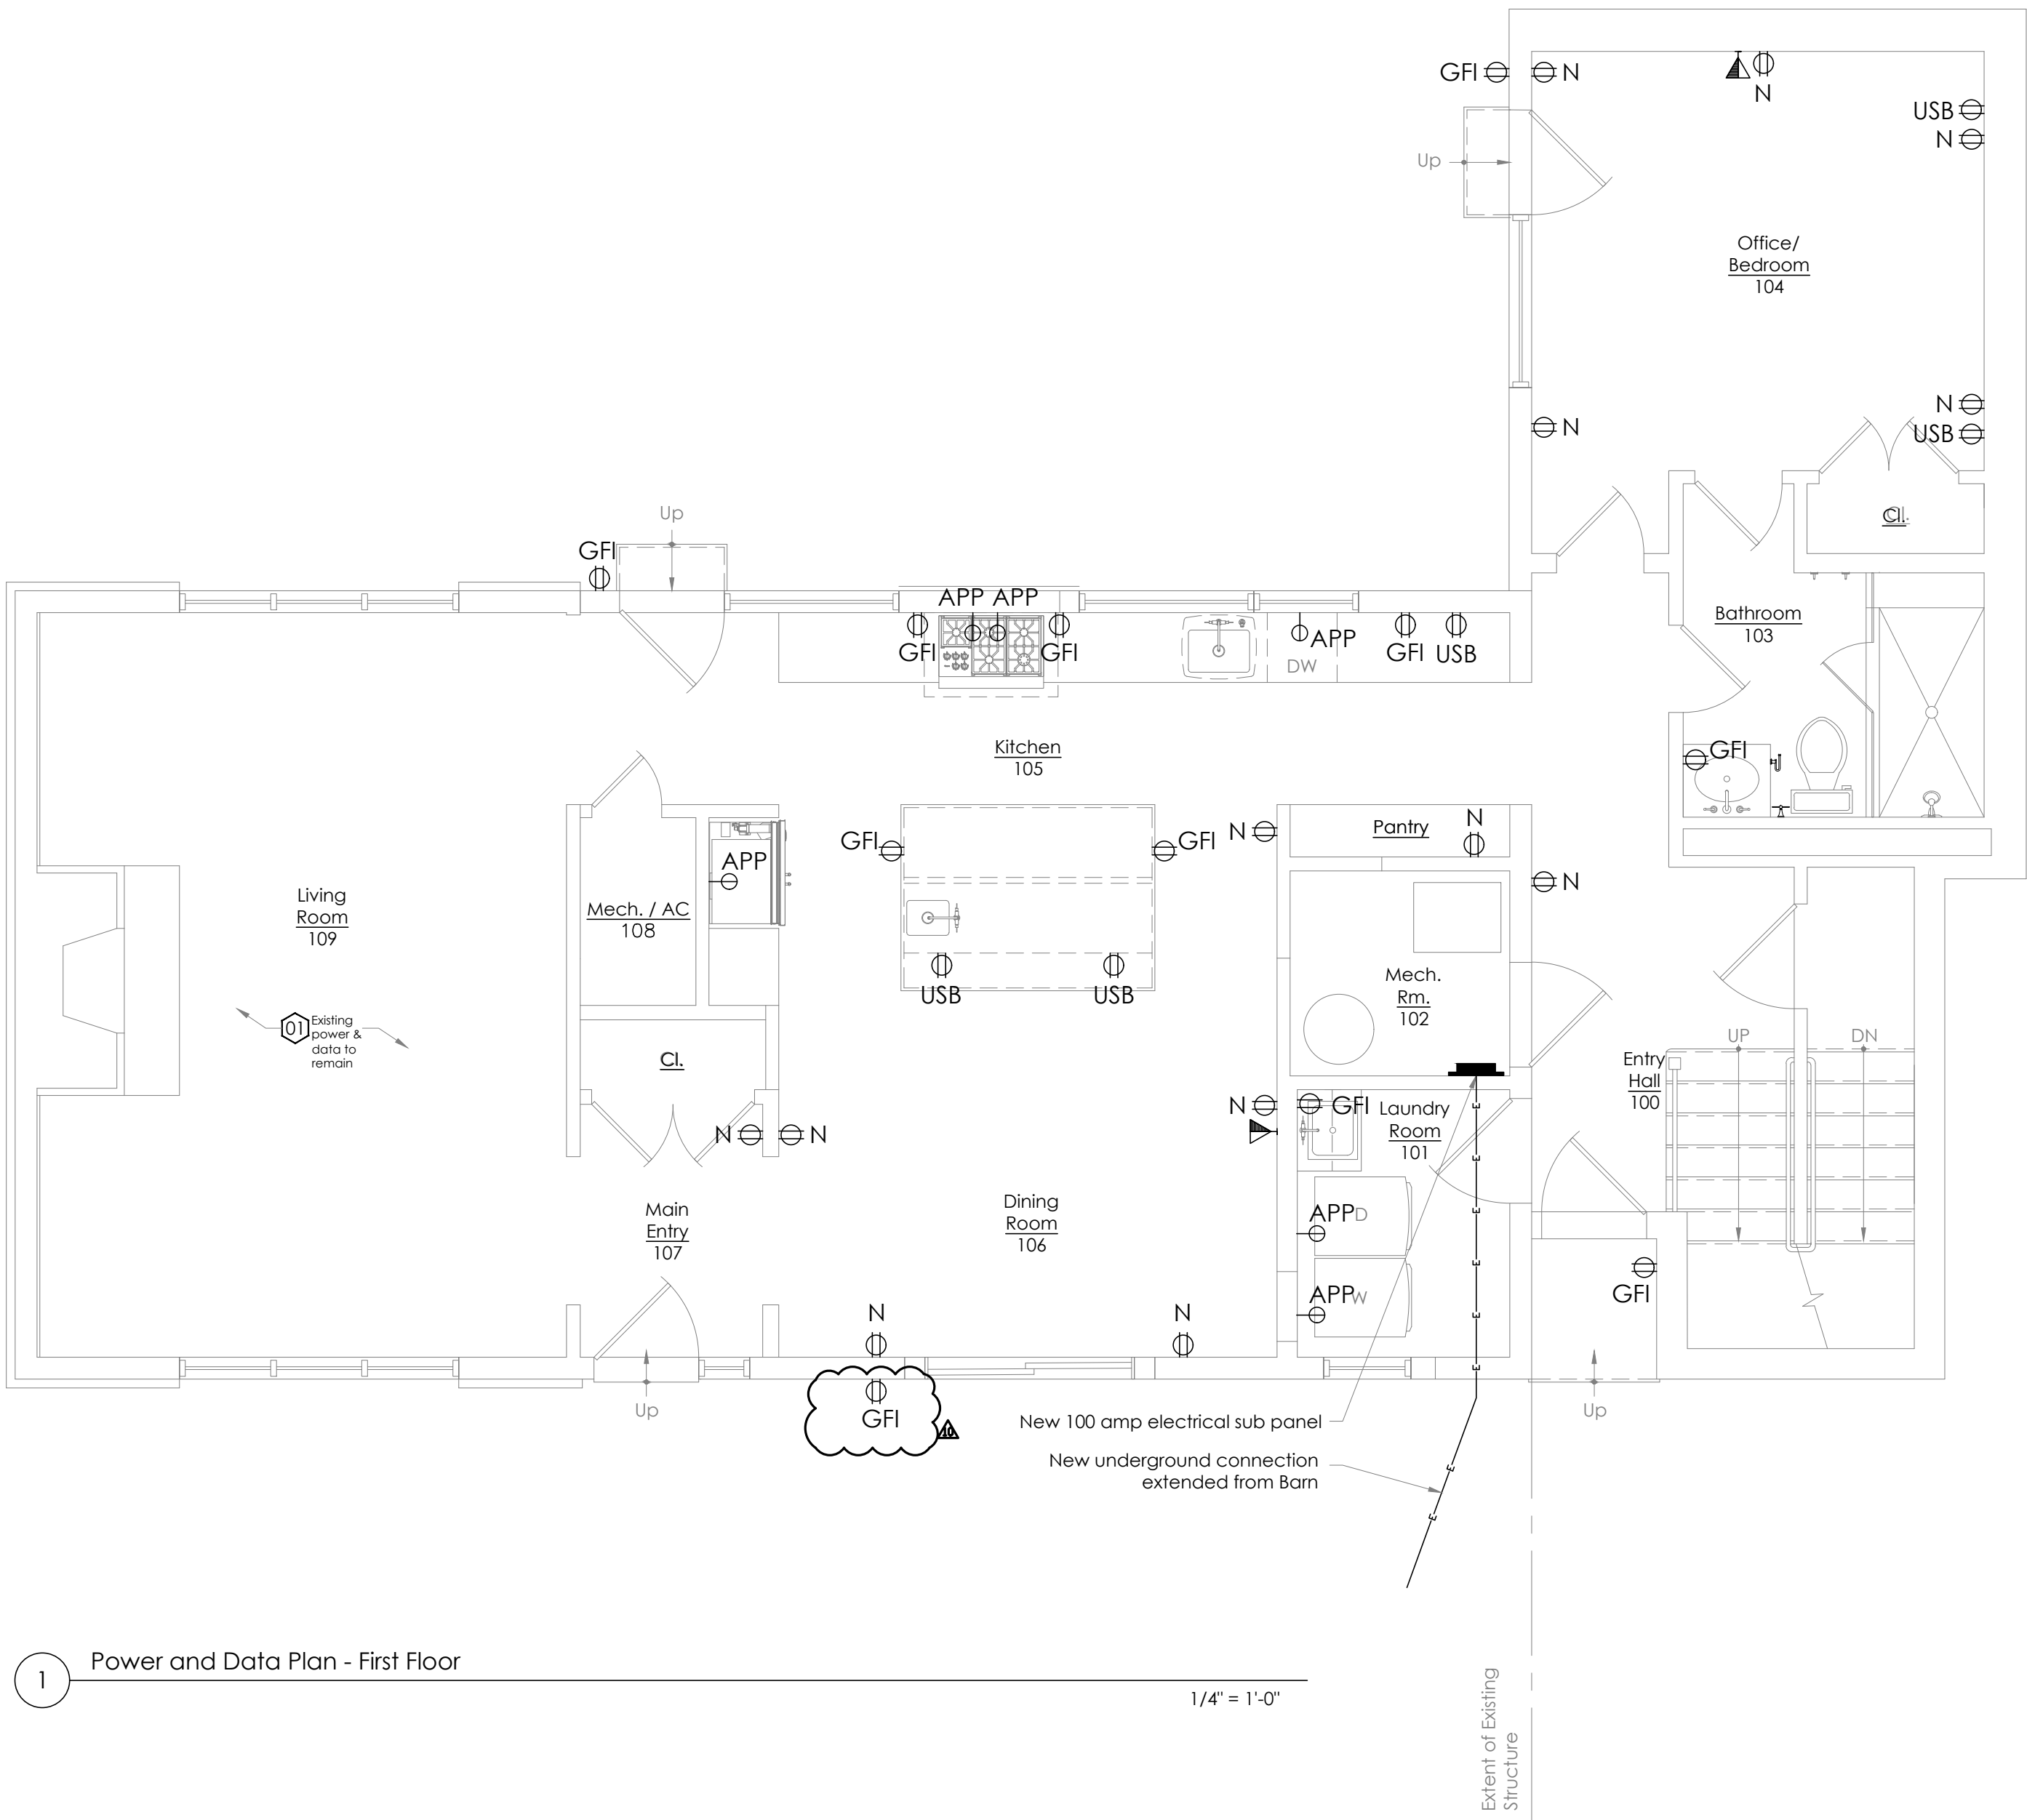 GFI
N
N
USB
N
Up
Office/
Bedroom
104
N
N
USB
Cl.
Up
GFI
APP APP
GFI
GFI
APP
DW
GFI
USB
Bathroom
103
GFI
Kitchen
105
GFI
GFI
N
Pantry
N
N
APP
Mech. / AC
108
Living
Room
109
USB
USB
Mech.
Rm.
102
01
Existing
power &
data to
remain
Cl.
UP
DN
Entry
Hall
100
N
N
N
GFI
Laundry
Room
101
E
E
E
E
E
E
Main
Entry
107
Dining
Room
106
APP
D
APP
W
GFI
N
N
Up
GFI
10
Up
New 100 amp electrical sub panel
New underground connection
extended from Barn
E
E
1
Power and Data Plan - First Floor
1/4" = 1'-0"
Extent of Existing
Structure